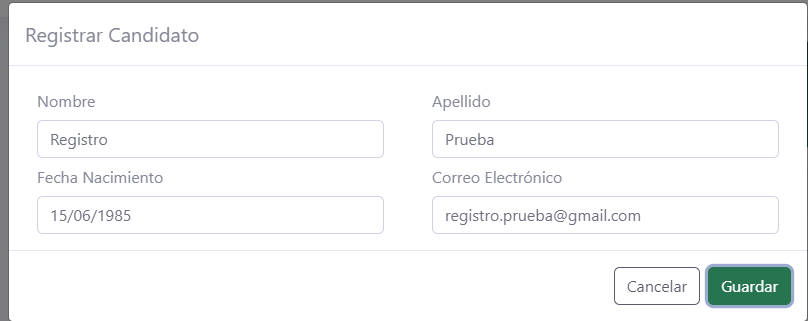 Registrar Candidato
Nombre
Apellido
Registro
Prueba
Fecha Nacimiento
Correo Electrónico
15/06/1985
registro.prueba@gmail.com
Cancelar
Guardar